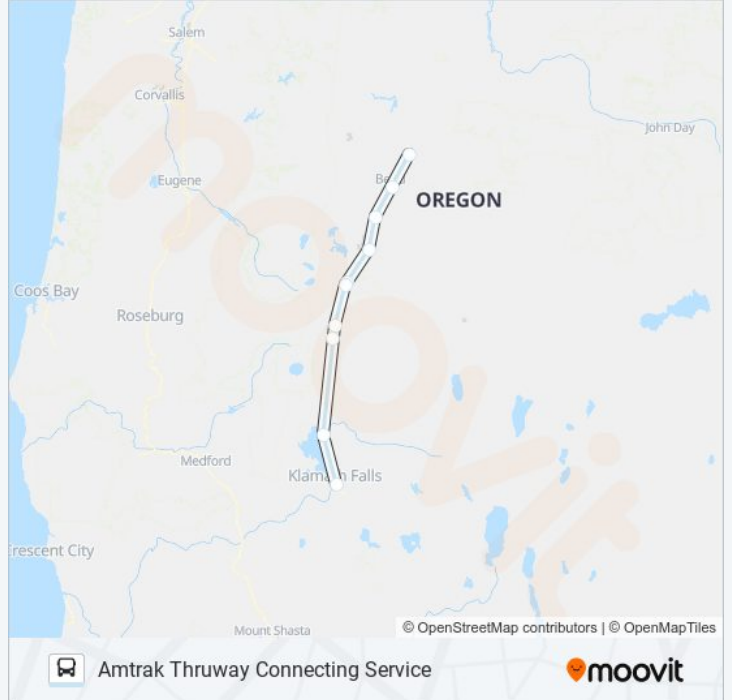 Salem
Corvallis
John Day
Eugene
OREGON
Coos Bay
Roseburg
Medford
Klamath Falls
Crescent City
Mount Shasta
© OpenStreetMap contributors | © OpenMapTiles
Amtrak Thruway Connecting Service
moovit
moovit